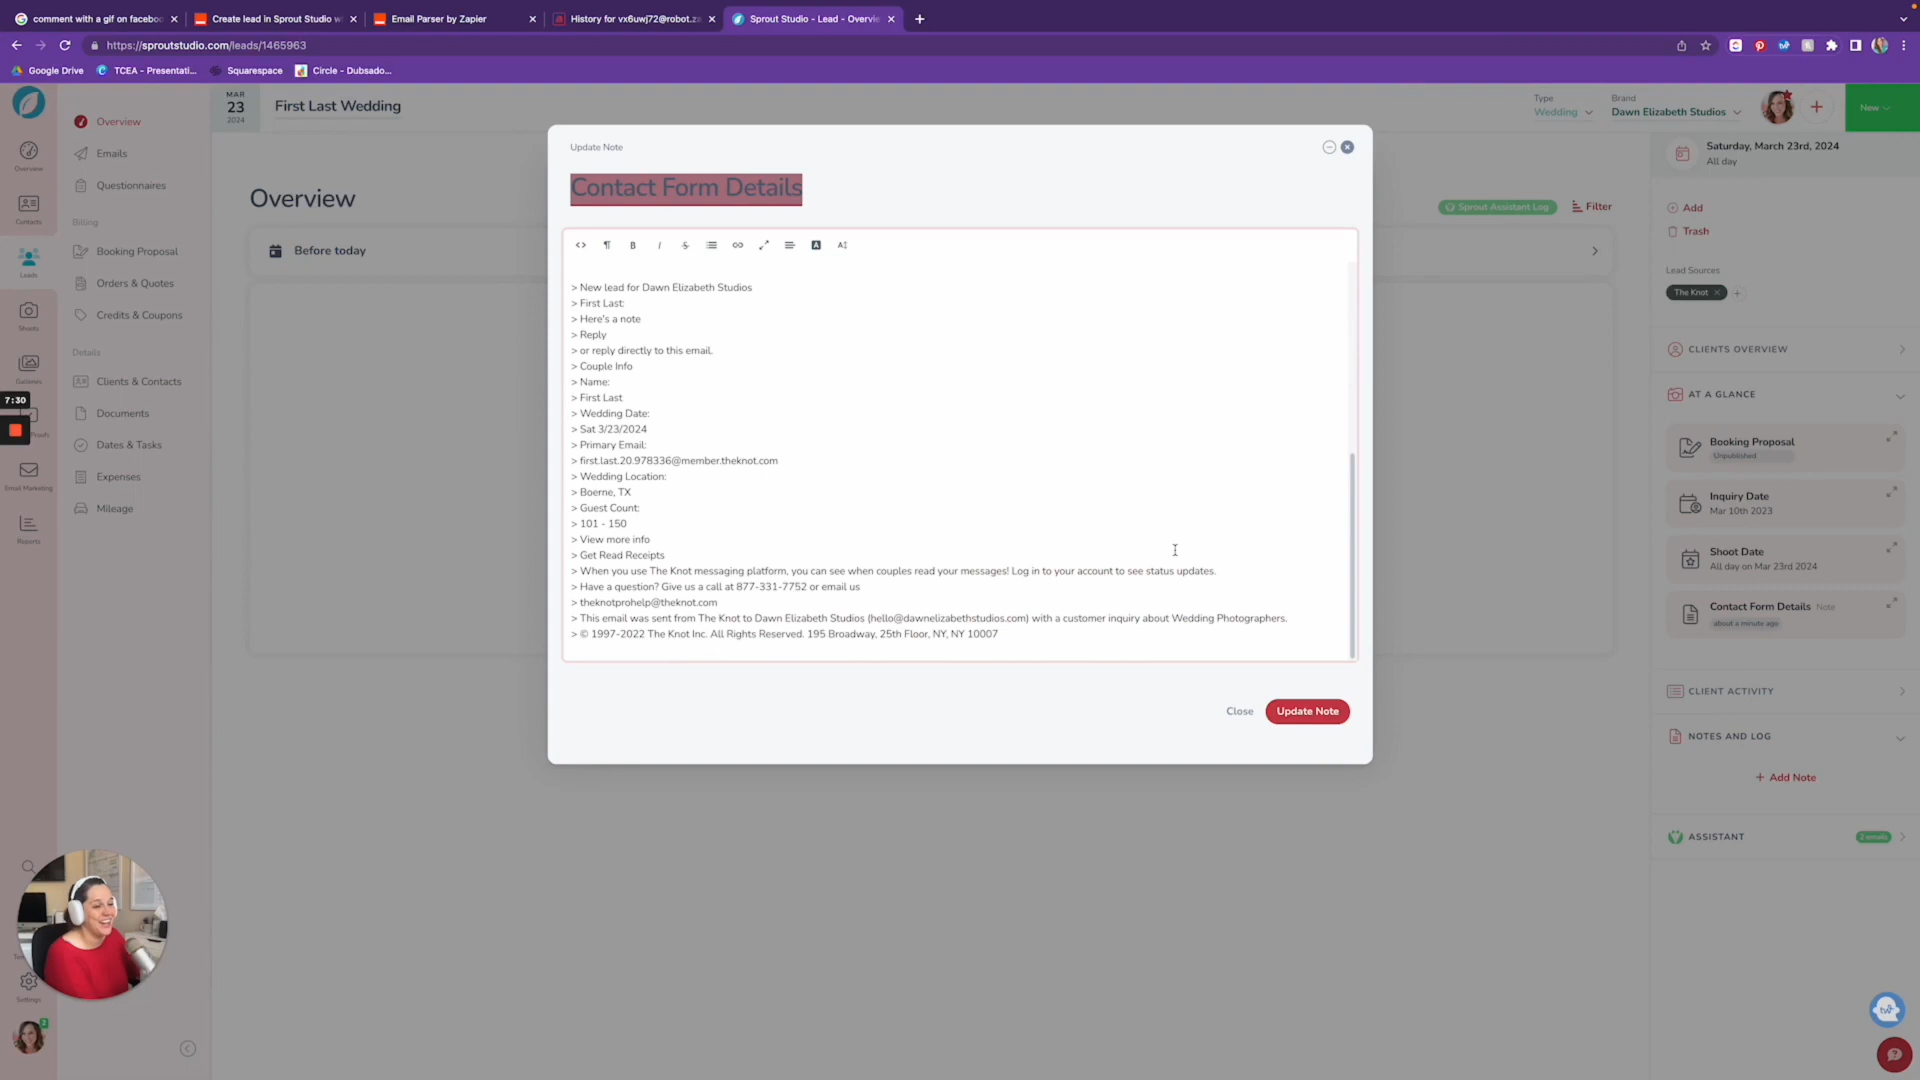 comment with a gif on faceboo
Create lead in Sprout Studio w
Email Parser by Zapier
History for vx6uwj72@robot.za
Sprout Studio - Lead - Overvie
https://sproutstudio.com/leads/1465963
Google Drive
TCEA - Presentati...
Squarespace
Circle - Dubsado...
MAR
23
2024
First Last Wedding
Type
Wedding
Brand
Dawn Elizabeth Studios
New
Overview
Contacts
Leads
Shoots
Galleries
7:30
Proofs
Email Marketing
Reports
Settings
2
Overview
Emails
Questionnaires
Billing
Booking Proposal
Orders & Quotes
Credits & Coupons
Details
Clients & Contacts
Documents
Dates & Tasks
Expenses
Mileage
Overview
Sprout Assistant Log
Filter
Before today
Update Note
Contact Form Details
> New lead for Dawn Elizabeth Studios
> First Last:
> Here's a note
> Reply
> or reply directly to this email.
> Couple Info
> Name:
> First Last
> Wedding Date:
> Sat 3/23/2024
> Primary Email:
> first.last.20.978336@member.theknot.com
> Wedding Location:
> Boerne, TX
> Guest Count:
> 101 - 150
> View more info
> Get Read Receipts
> When you use The Knot messaging platform, you can see when couples read your messages! Log in to your account to see status updates.
> Have a question? Give us a call at 877-331-7752 or email us
> theknotprohelp@theknot.com
> This email was sent from The Knot to Dawn Elizabeth Studios (hello@dawnelizabethstudios.com) with a customer inquiry about Wedding Photographers.
> © 1997-2022 The Knot Inc. All Rights Reserved. 195 Broadway, 25th Floor, NY, NY 10007
Close
Update Note
Saturday, March 23rd, 2024
All day
Add
Trash
Lead Sources
The Knot
CLIENTS OVERVIEW
AT A GLANCE
Booking Proposal
Unpublished
Inquiry Date
Mar 10th 2023
Shoot Date
All day on Mar 23rd 2024
Contact Form Details Note
about a minute ago
CLIENT ACTIVITY
NOTES AND LOG
+ Add Note
ASSISTANT
2 emails